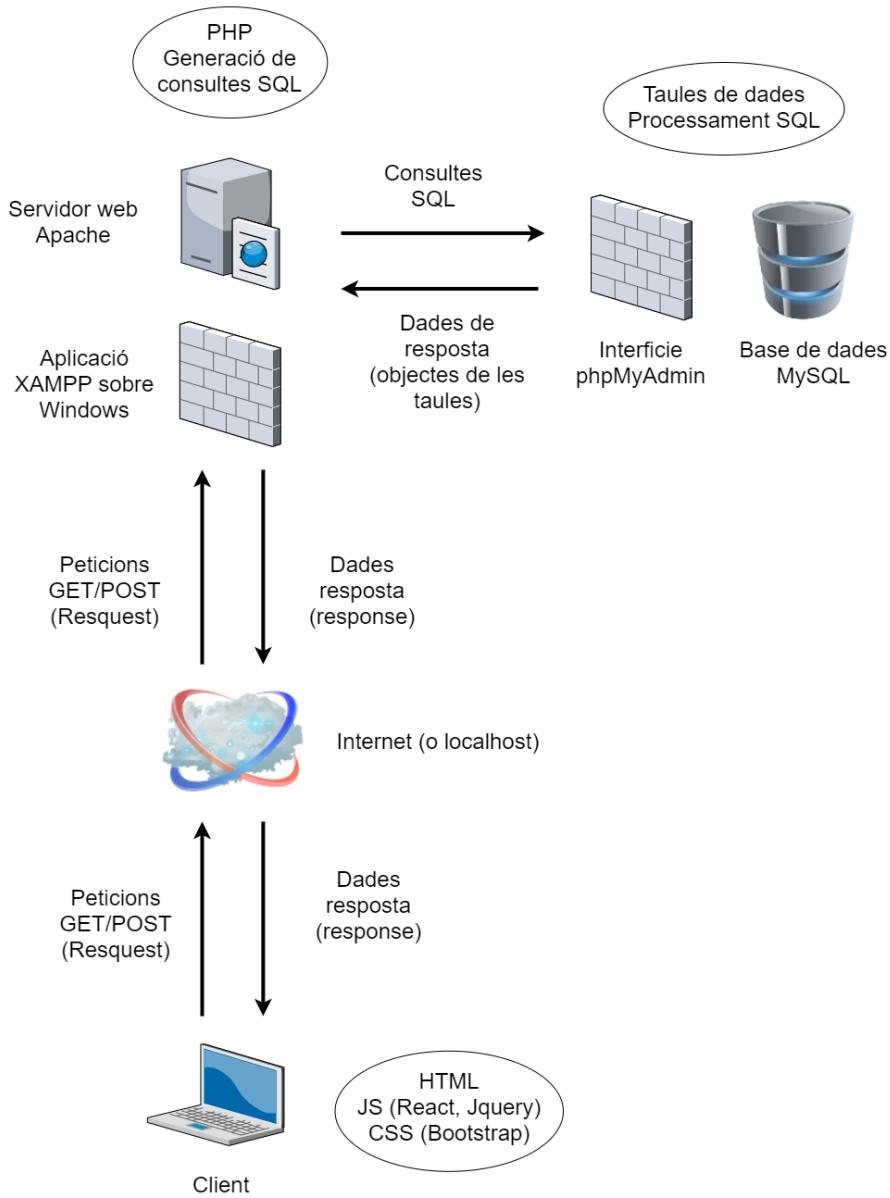 PHP
Generació de
consultes SQL
Taules de dades
Processament SQL
Servidor web
Apache
Consultes
SQL
Dades de
resposta
(objectes de les
taules)
Aplicació
XAMPP sobre
Windows
Interficie
phpMyAdmin
Base de dades
MySQL
Peticions
GET/POST
(Resquest)
Dades
resposta
(response)
Internet (o localhost)
Peticions
GET/POST
(Resquest)
Dades
resposta
(response)
HTML
JS (React, Jquery)
CSS (Bootstrap)
Client